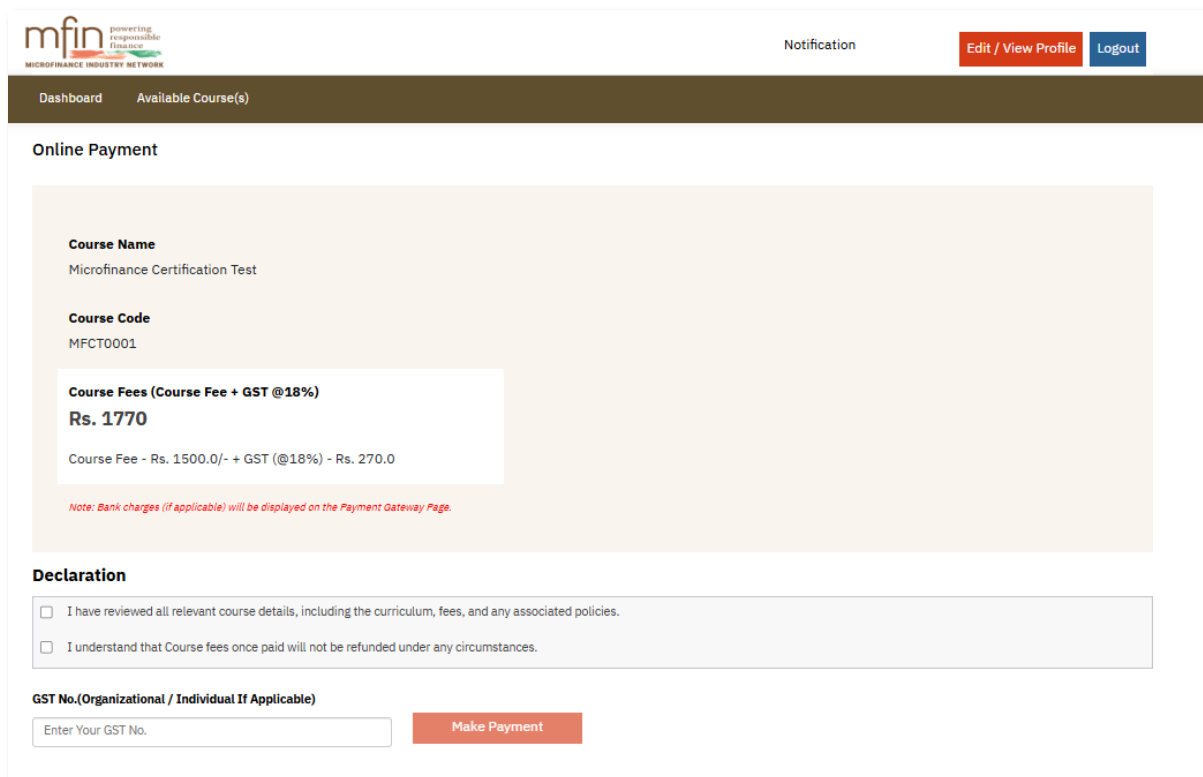 mfin powering
responsible
finance
MICROFINANCE INDUSTRY NETWORK
Notification
Edit / View Profile
Logout
Dashboard
Available Course(s)
Online Payment
Course Name
Microfinance Certification Test
Course Code
MFCT0001
Course Fees (Course Fee + GST @18%)
Rs. 1770
Course Fee - Rs. 1500.0/- + GST (@18%) - Rs. 270.0
Note: Bank charges (if applicable) will be displayed on the Payment Gateway Page.
Declaration
I have reviewed all relevant course details, including the curriculum, fees, and any associated policies.
I understand that Course fees once paid will not be refunded under any circumstances.
GST No.(Organizational / Individual If Applicable)
Enter Your GST No.
Make Payment